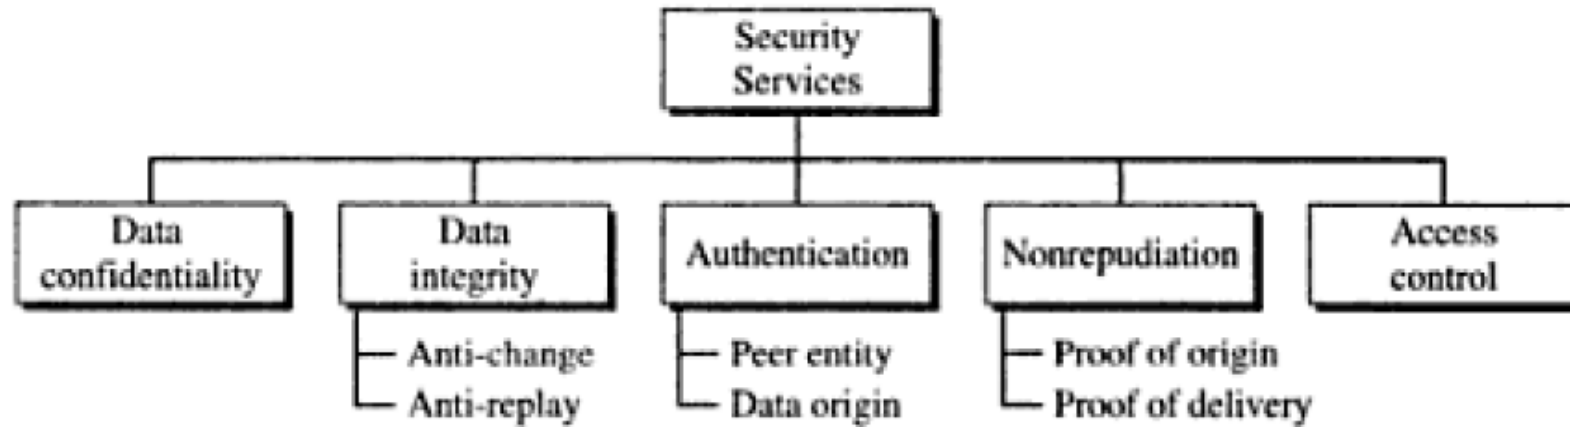 Security
Services
Data
confidentiality
Data
integrity
Authentication
Nonrepudiation
Access
control
Anti-change
Anti-replay
Peer entity
Data origin
Proof of origin
Proof of delivery